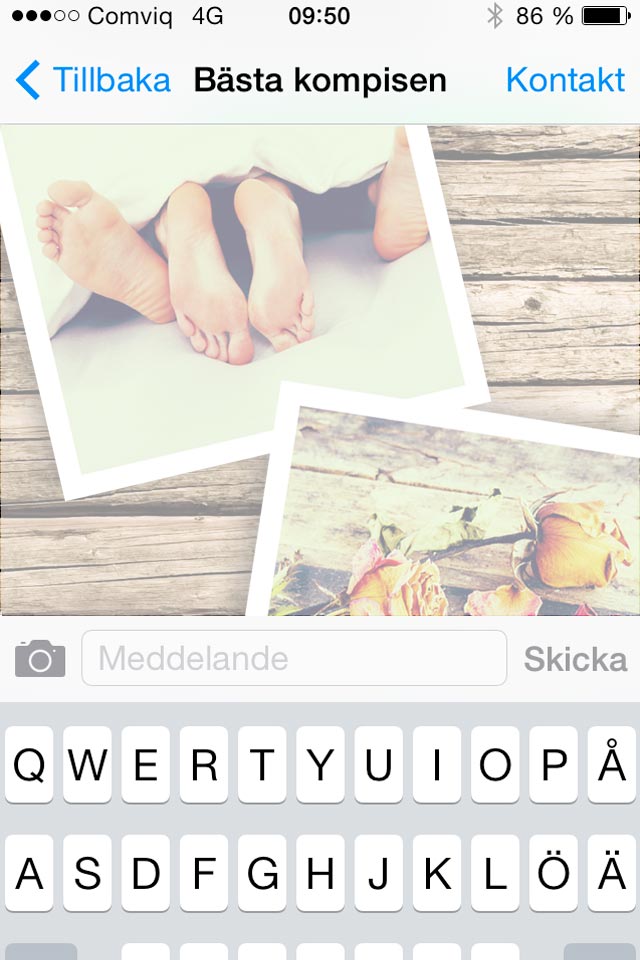 Comviq 4G 09:50 86 %
Tillbaka Bästa kompisen Kontakt
Meddelande Skicka
Q W E R T Y U I O P Å
A S D F G H J K L Ö Ä